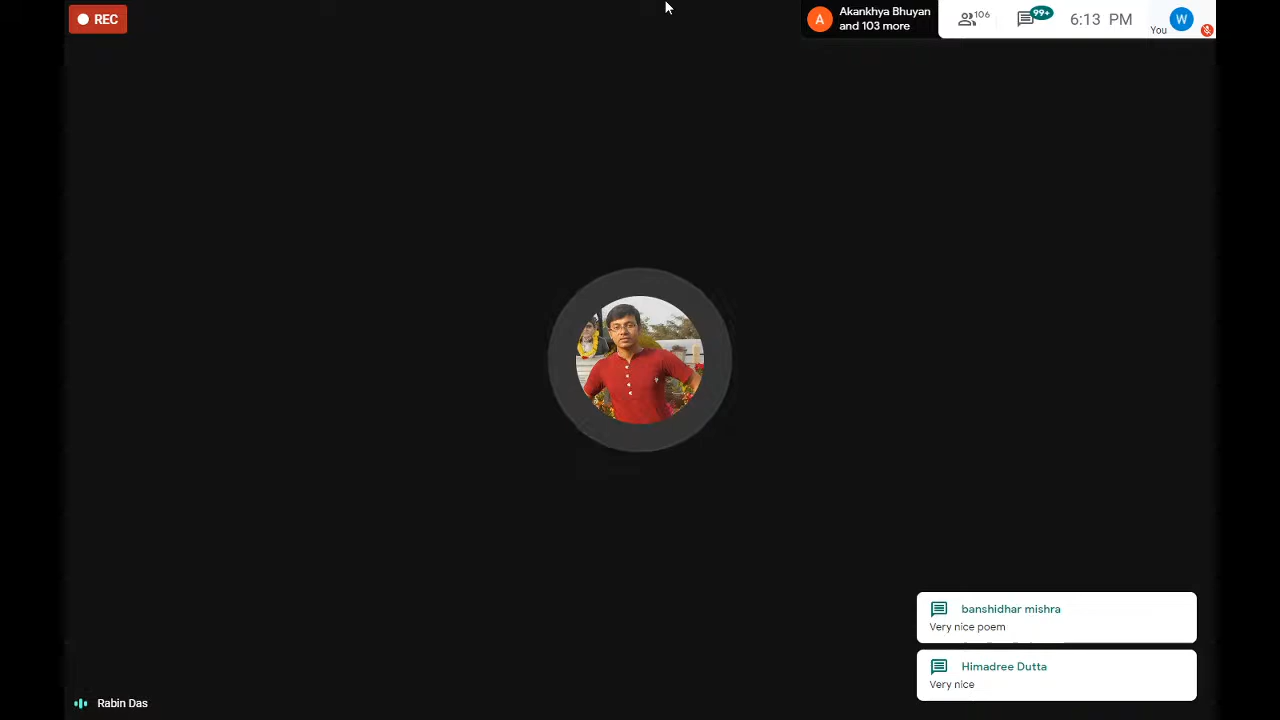 REC
A
Akankhya Bhuyan
and 103 more
106
99+
6:13 PM
You
W
banshidhar mishra
Very nice poem
Himadree Dutta
Very nice
Rabin Das